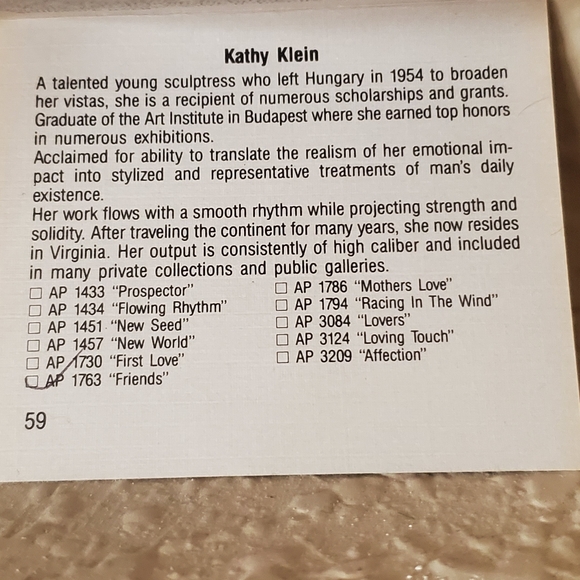 Kathy Klein
A talented young sculptress who left Hungary in 1954 to broaden
her vistas, she is a recipient of numerous scholarships and grants.
Graduate of the Art Institute in Budapest where she earned top honors
in numerous exhibitions.
Acclaimed for ability to translate the realism of her emotional im-
pact into stylized and representative treatments of man's daily
existence.
Her work flows with a smooth rhythm while projecting strength and
solidity. After traveling the continent for many years, she now resides
in Virginia. Her output is consistently of high caliber and included
in many private collections and public galleries.
☐ AP 1433 "Prospector"
☐ AP 1434 "Flowing Rhythm"
☐ AP 1451 "New Seed"
☐ AP 1457 "New World"
☐ AP 1730 "First Love"
☐ AP 1763 "Friends"
☐ AP 1786 "Mothers Love"
☐ AP 1794 "Racing In The Wind"
☐ AP 3084 "Lovers"
☐ AP 3124 "Loving Touch"
☐ AP 3209 "Affection"
59